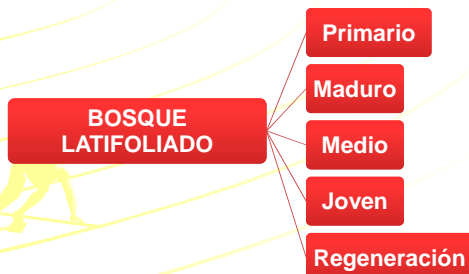 BOSQUE
LATIFOLIADO
Primario
Maduro
Medio
Joven
Regeneración